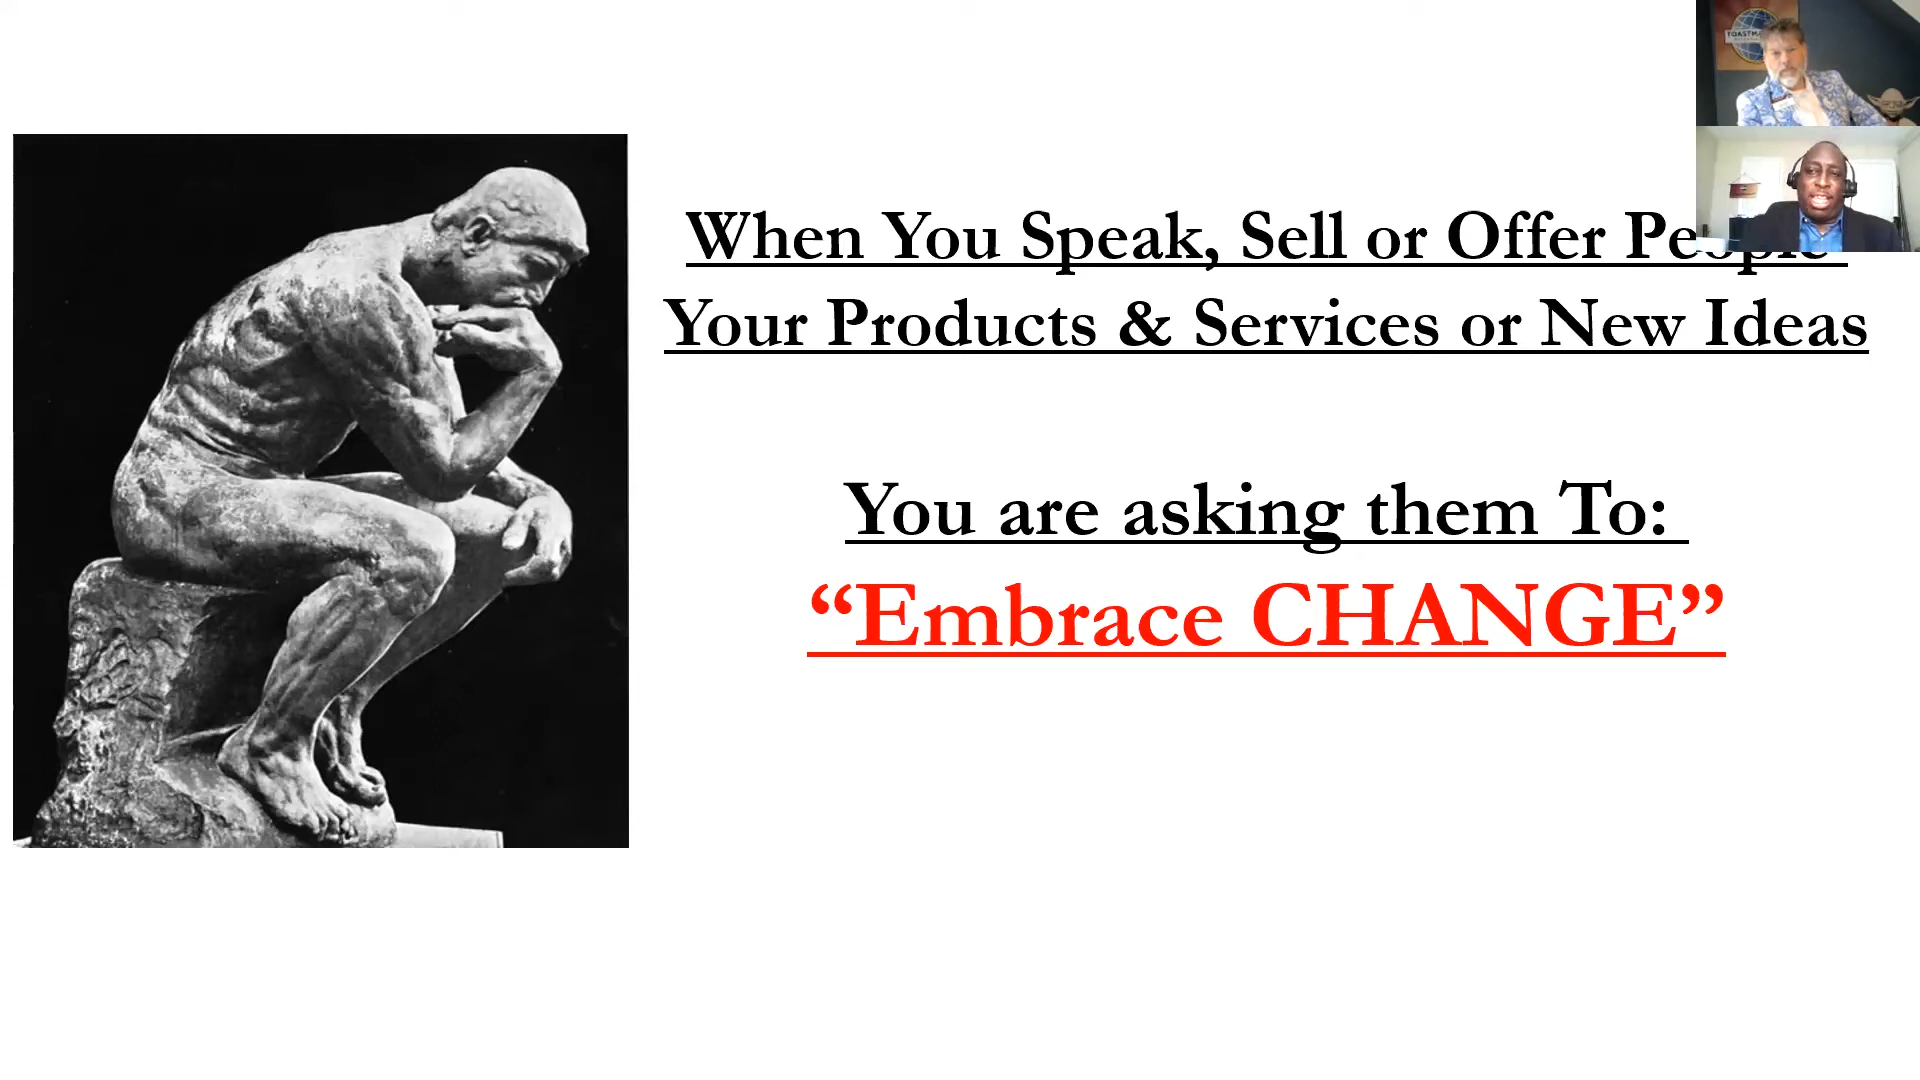 When You Speak, Sell or Offer People
Your Products & Services or New Ideas
You are asking them To:
“Embrace CHANGE”